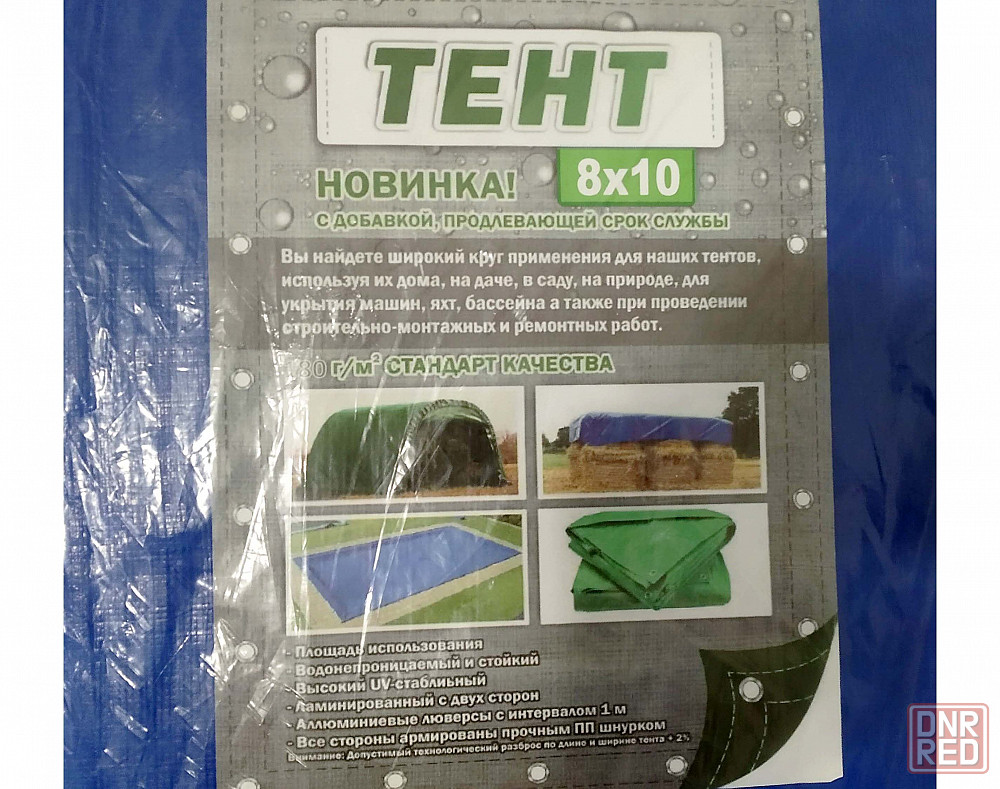 ТЕНТ
8х10
НОВИНКА!
С ДОБАВКОЙ, ПРОДЛЕВАЮЩЕЙ СРОК СЛУЖБЫ
Вы найдете широкий круг применения для наших тентов,
используя их дома, на даче, в саду, на природе, для
укрытия машин, яхт, бассейна а также при проведении
строительно-монтажных и ремонтных работ.
г/м² СТАНДАРТ КАЧЕСТВА
- Площадь использования
- Водонепроницаемый и стойкий
- Высокий UV-стаблиьный
- Ламинированный с двух сторон
- Аллюминиевые люверсы с интервалом 1 м
- Все стороны армированы прочным ПП шнурком
Внимание: Допустимый технологический разброс по длине и ширине тента + 2%
DNR
RED